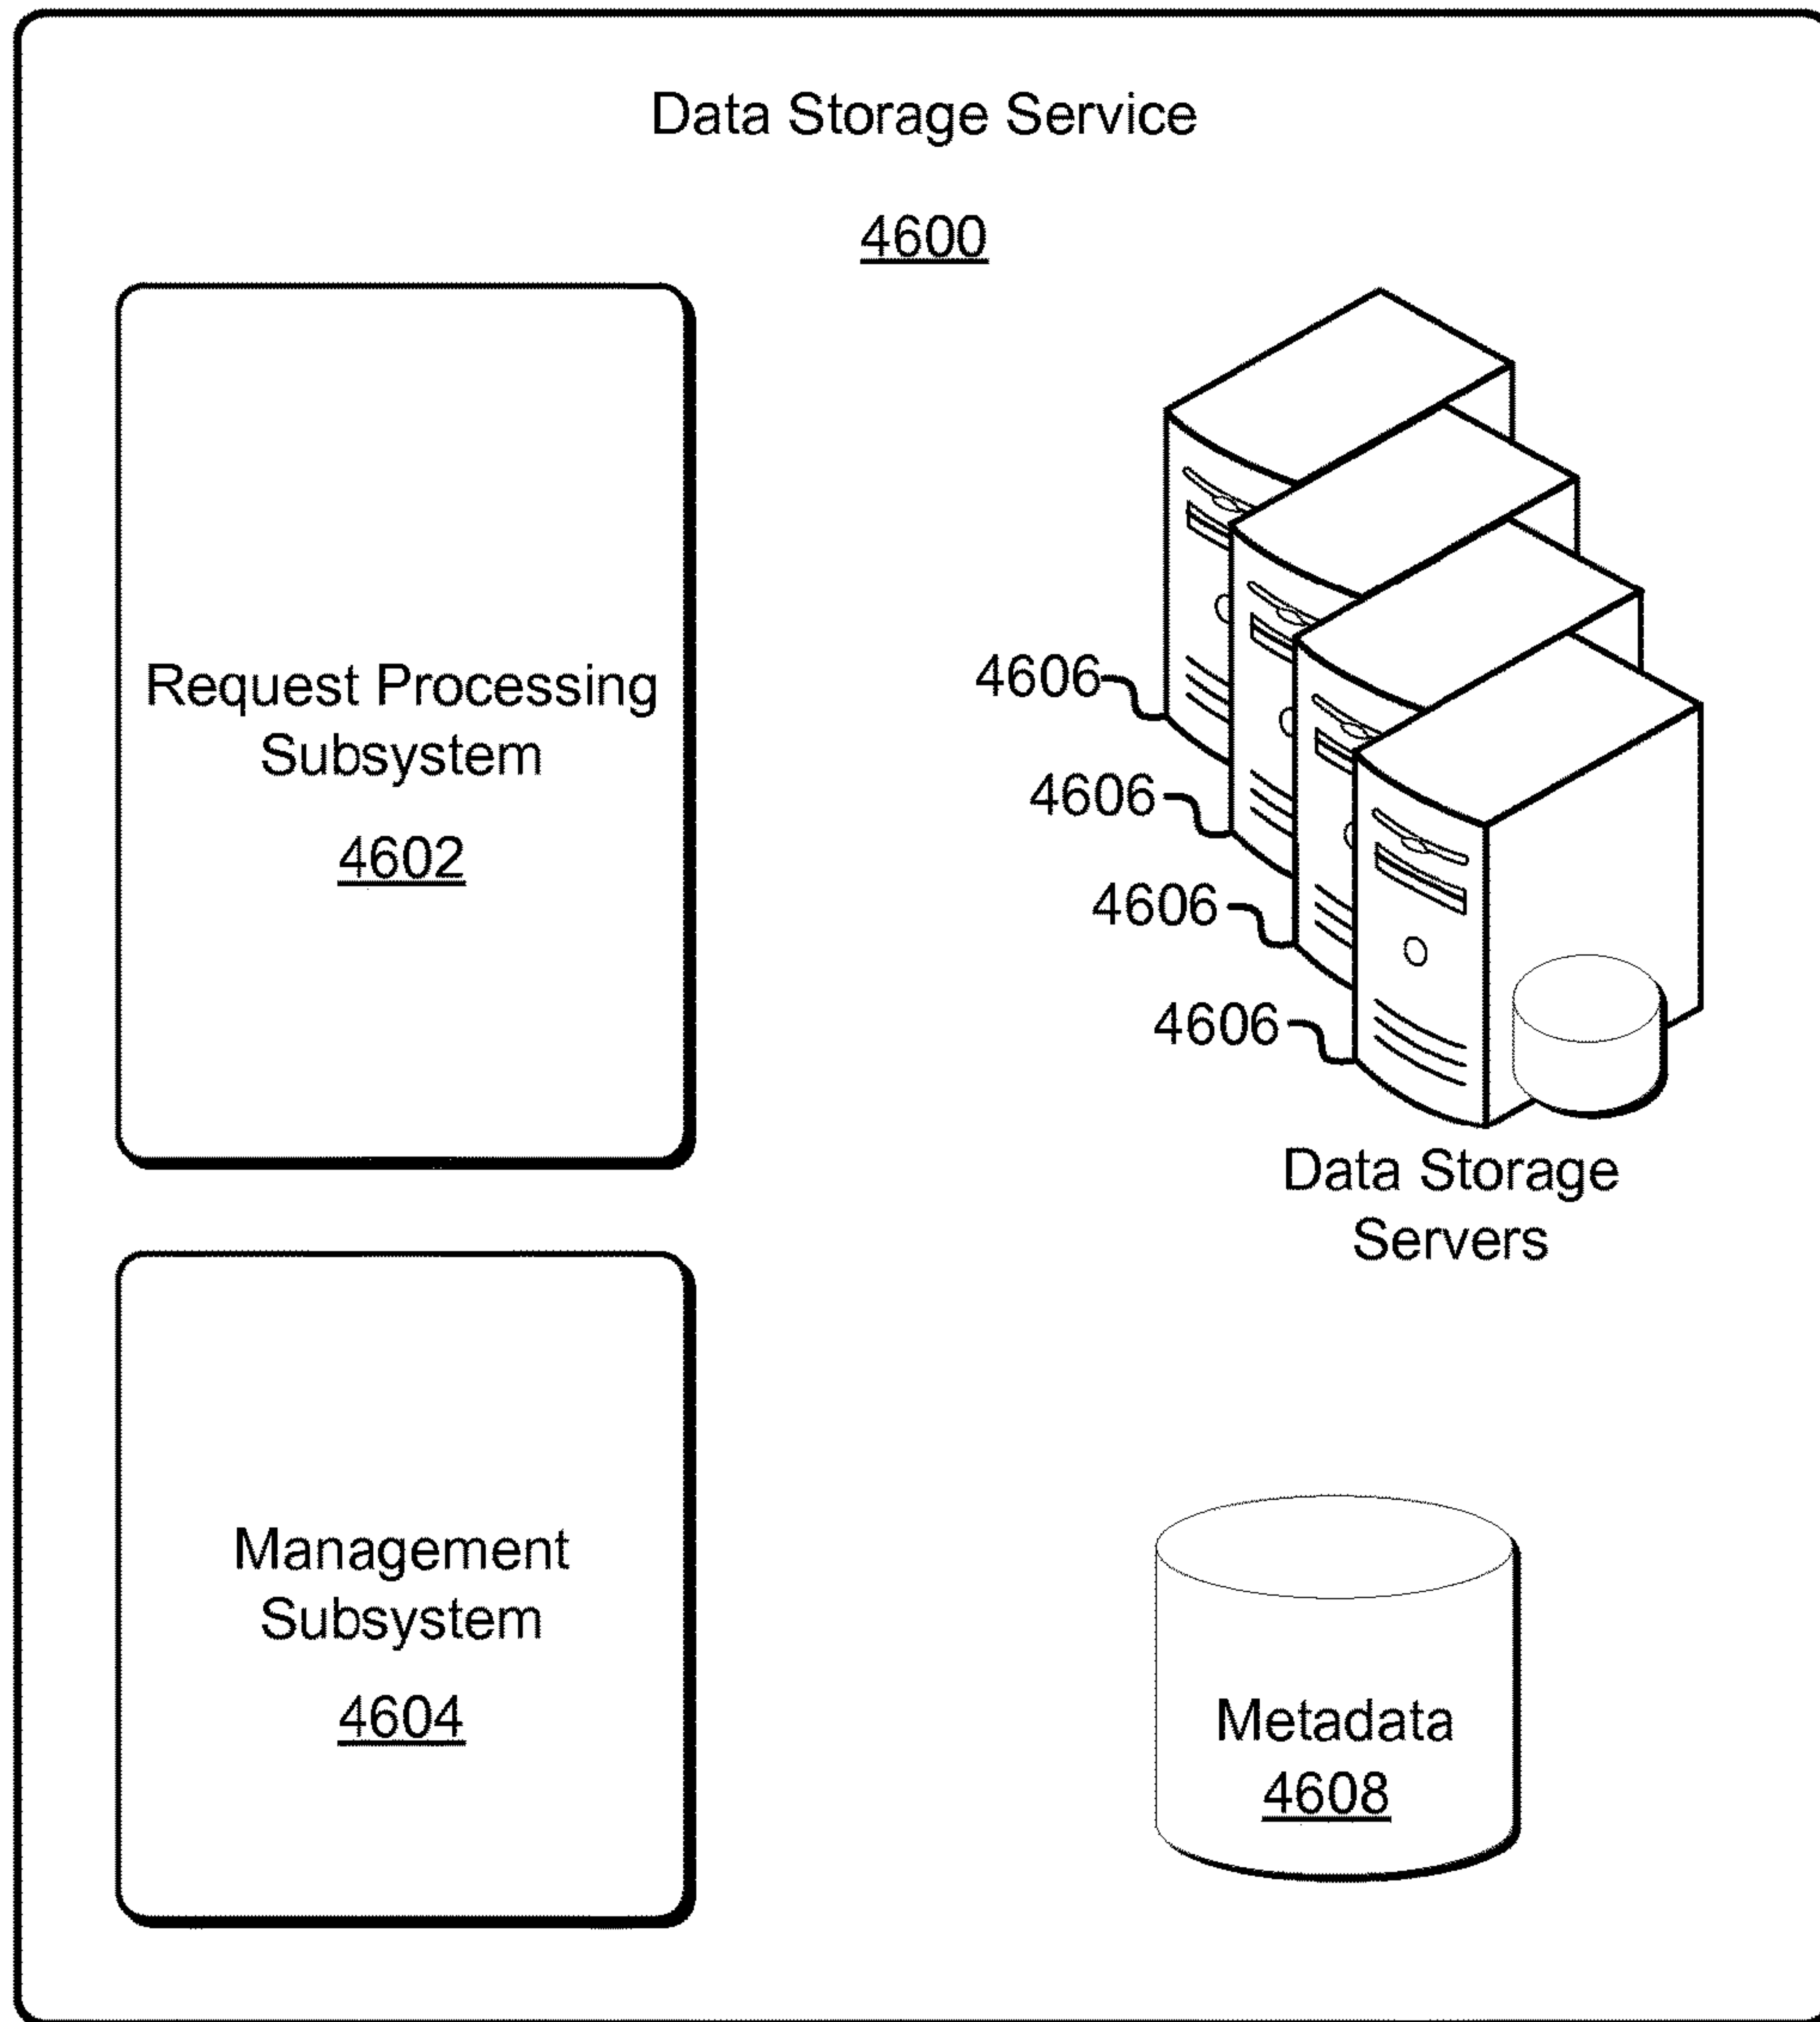 Data Storage Service
4600
Request Processing
Subsystem
4602
4606
4606
4606
4606
Data Storage
Servers
Management
Subsystem
4604
Metadata
4608